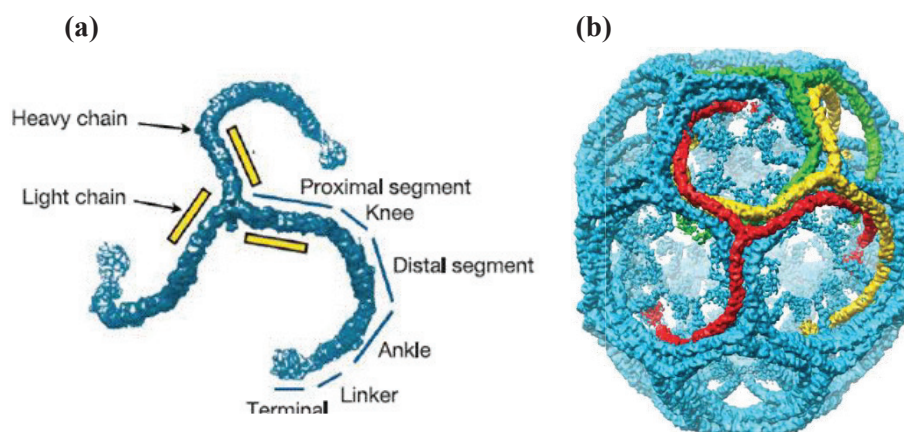 (a)
(b)
Heavy chain
Light chain
Proximal segment
Knee
Distal segment
Ankle
Linker
Terminal